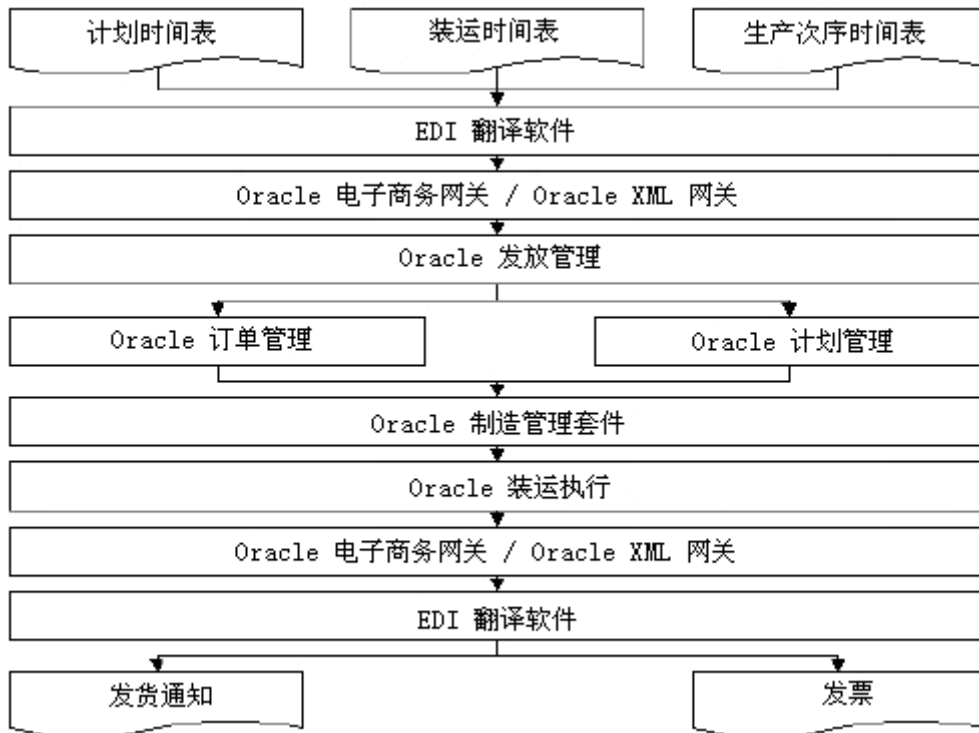 计划时间表
装运时间表
生产次序时间表
EDI 翻译软件
Oracle 电子商务网关 / Oracle XML 网关
Oracle 发放管理
Oracle 订单管理
Oracle 计划管理
Oracle 制造管理套件
Oracle 装运执行
Oracle 电子商务网关 / Oracle XML 网关
EDI 翻译软件
发货通知
发票